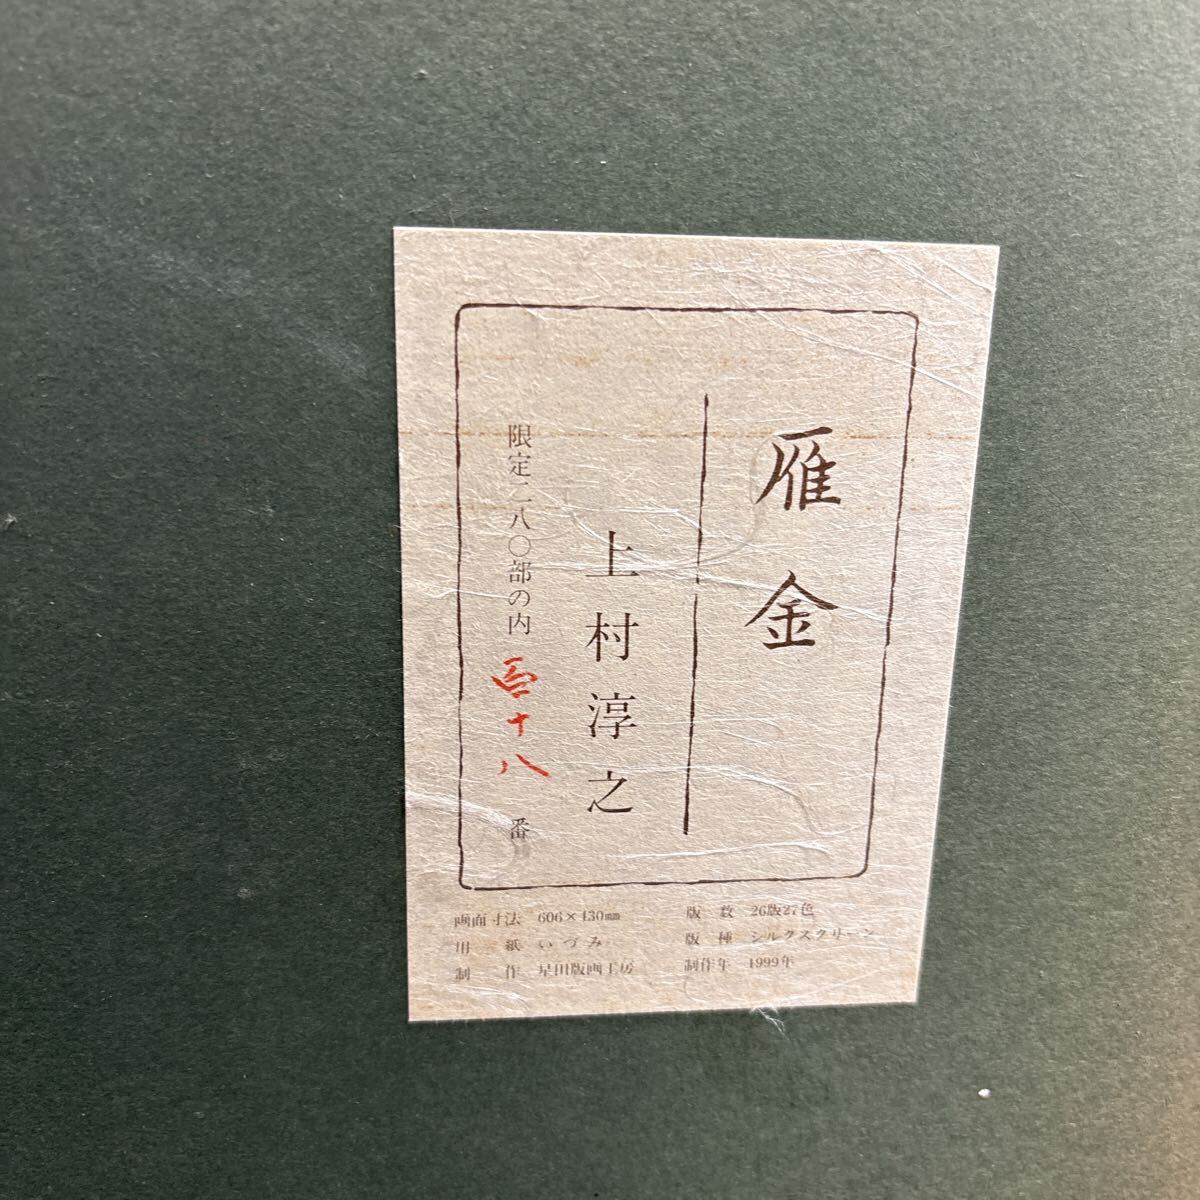 雁金
上村淳之
限定二八〇部の内 百十八 番
画面寸法 606×430㎜
用紙 いづみ
制作 星田版画工房
版数 26版27色
版種 シルクスクリーン
制作年 1999年